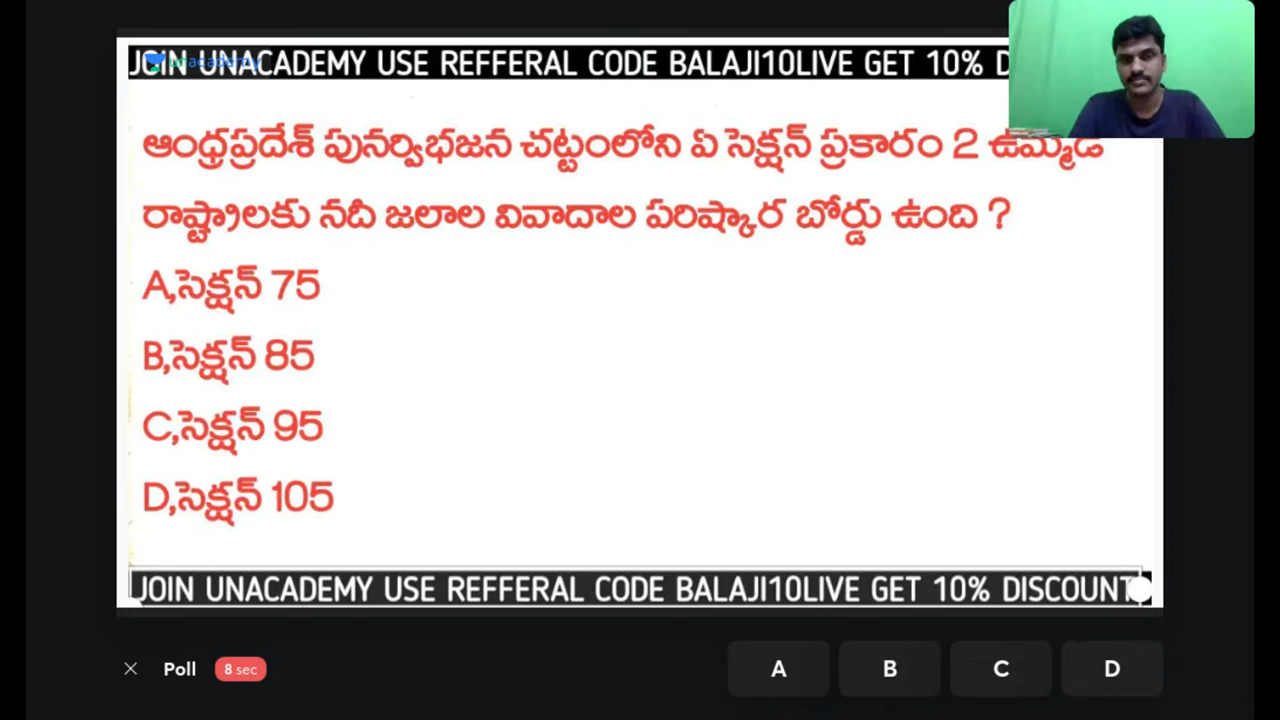 JOIN UNACADEMY USE REFFERAL CODE BALAJI10LIVE GET 10% D
unacademy
ఆంధ్రప్రదేశ్ పునర్విభజన చట్టంలోని ఏ సెక్షన్ ప్రకారం 2 ఉమ్మడి
రాష్ట్రాలకు నదీ జలాల వివాదాల పరిష్కార బోర్డు ఉంది ?
A,సెక్షన్ 75
B,సెక్షన్ 85
C,సెక్షన్ 95
D,సెక్షన్ 105
JOIN UNACADEMY USE REFFERAL CODE BALAJI10LIVE GET 10% DISCOUNT
Poll 8 sec A B C D